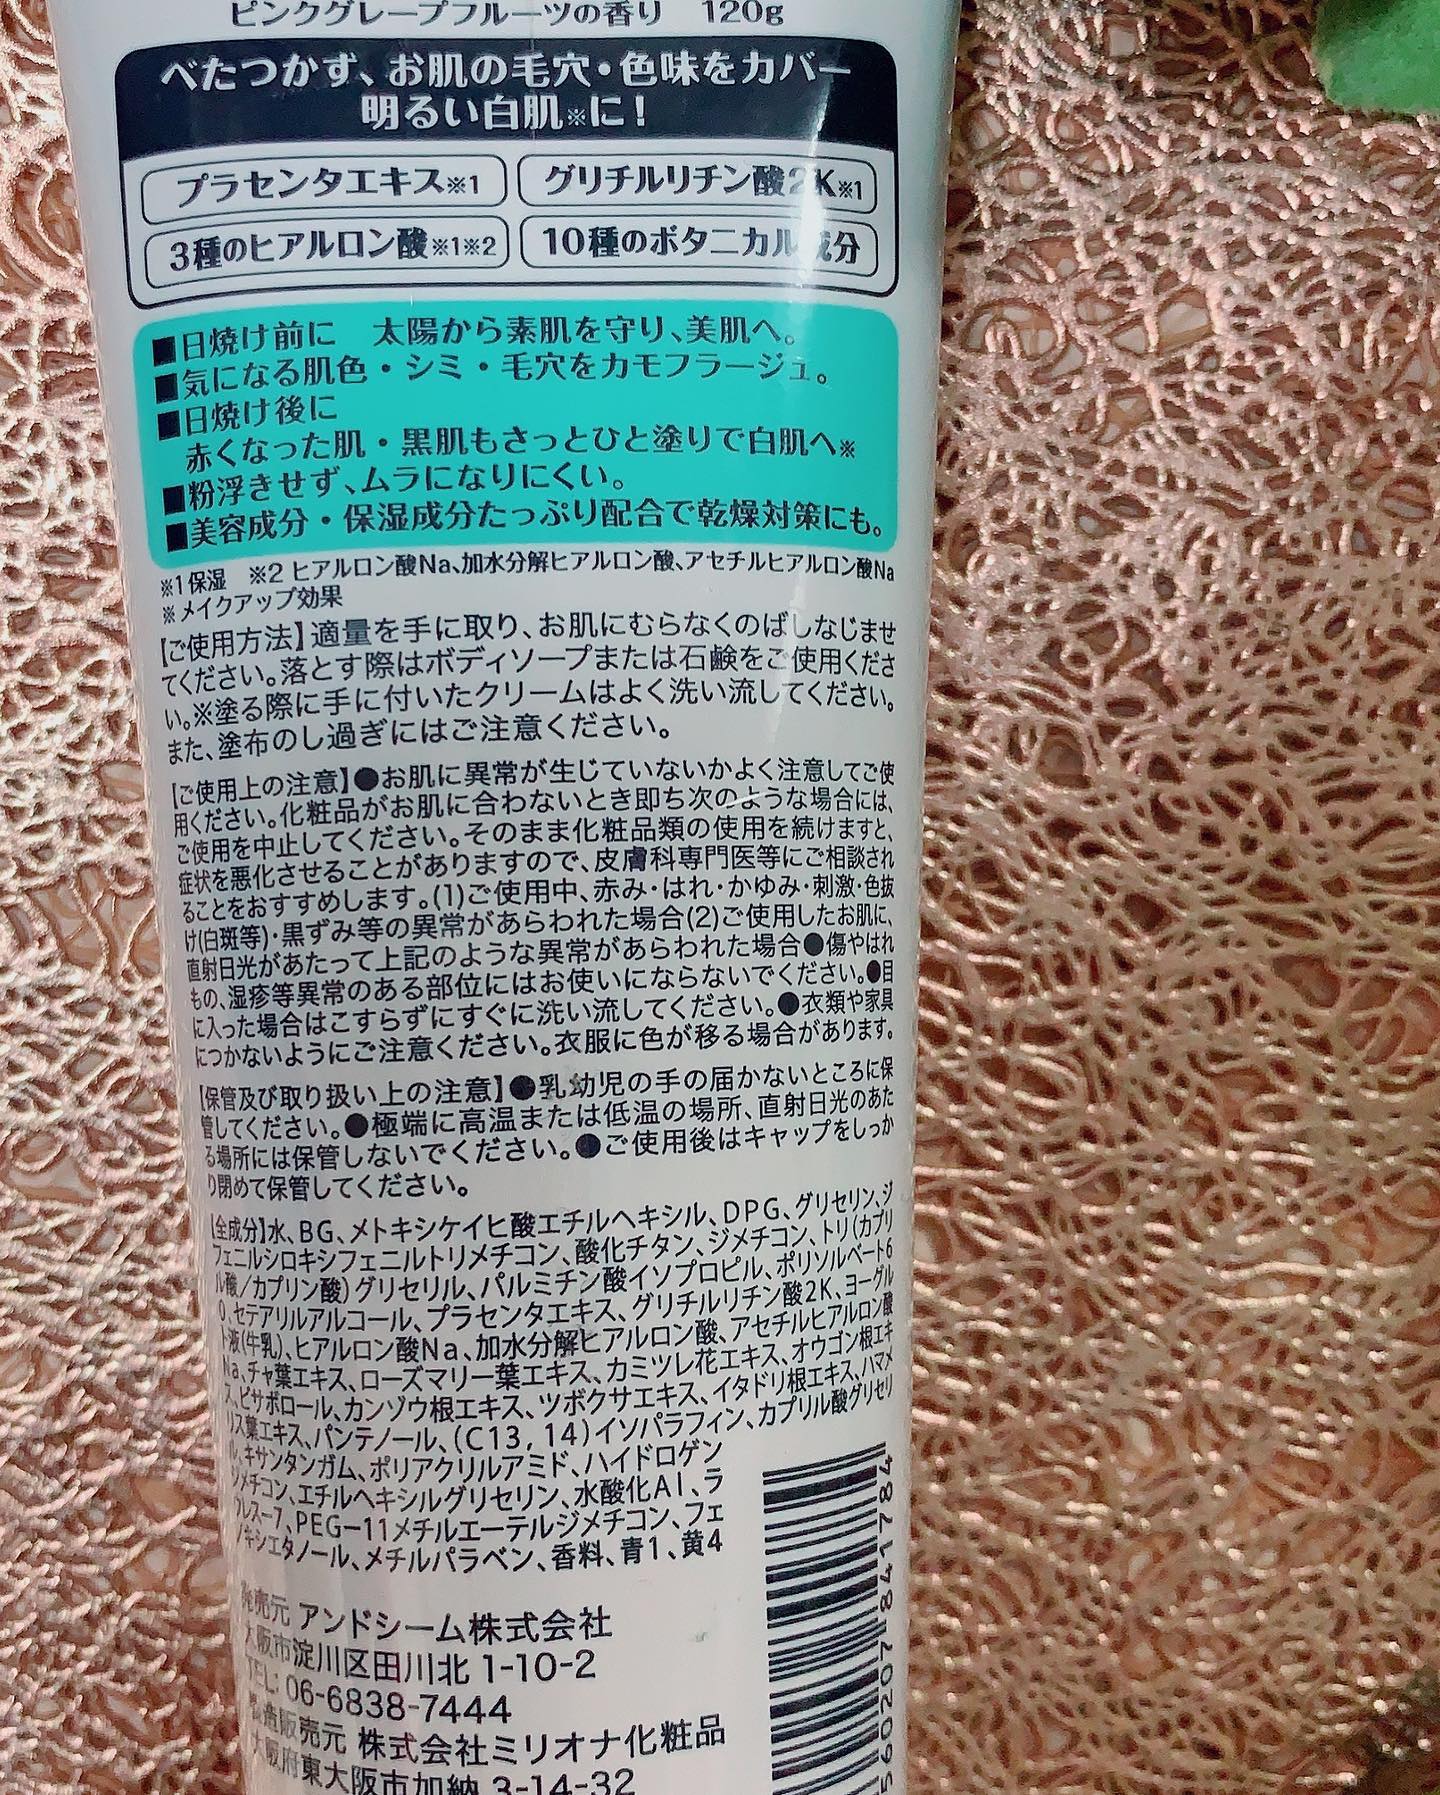 ピンクグレープフルーツの香り　120g
べたつかず、お肌の毛穴・色味をカバー
明るい白肌※に！
プラセンタエキス※1
グリチルリチン酸2K※1
3種のヒアルロン酸※1※2
10種のボタニカル成分
■日焼け前に　太陽から素肌を守り、美肌へ。
■気になる肌色・シミ・毛穴をカモフラージュ。
■日焼け後に
赤くなった肌・黒肌もさっとひと塗りで白肌へ※
■粉浮きせず、ムラになりにくい。
■美容成分・保湿成分たっぷり配合で乾燥対策にも。
※1 保湿　※2 ヒアルロン酸Na、加水分解ヒアルロン酸、アセチルヒアルロン酸Na
※メイクアップ効果
【ご使用方法】適量を手に取り、お肌にむらなくのばしなじませ
てください。落とす際はボディソープまたは石鹸をご使用くださ
い。※塗る際に手に付いたクリームはよく洗い流してください。
また、塗布のし過ぎにはご注意ください。
【ご使用上の注意】●お肌に異常が生じていないかよく注意してご使
用ください。化粧品がお肌に合わないとき即ち次のような場合には、
ご使用を中止してください。そのまま化粧品類の使用を続けますと、
症状を悪化させることがありますので、皮膚科専門医等にご相談され
ることをおすすめします。(1)ご使用中、赤み・はれ・かゆみ・刺激・色抜
け(白斑等)・黒ずみ等の異常があらわれた場合(2)ご使用したお肌に、
直射日光があたって上記のような異常があらわれた場合●傷やはれ
もの、湿疹等異常のある部位にはお使いにならないでください。●目
に入った場合はこすらずにすぐに洗い流してください。●衣類や家具
につかないようにご注意ください。衣服に色が移る場合があります。
【保管及び取り扱い上の注意】●乳幼児の手の届かないところに保
管してください。●極端に高温または低温の場所、直射日光のあた
る場所には保管しないでください。●ご使用後はキャップをしっか
り閉めて保管してください。
【全成分】水、BG、メトキシケイヒ酸エチルヘキシル、DPG、グリセリン、ジ
フェニルシロキシフェニルトリメチコン、酸化チタン、ジメチコン、トリ(カプリ
ル酸/カプリン酸)グリセリル、パルミチン酸イソプロピル、ポリソルベート6
0、セテアリルアルコール、プラセンタエキス、グリチルリチン酸2K、ヨーグル
ト液(牛乳)、ヒアルロン酸Na、加水分解ヒアルロン酸、アセチルヒアルロン酸
Na、チャ葉エキス、ローズマリー葉エキス、カミツレ花エキス、オウゴン根エキ
ス、ビサボロール、カンゾウ根エキス、ツボクサエキス、イタドリ根エキス、ハマメ
リス葉エキス、パンテノール、(C13, 14)イソパラフィン、カプリル酸グリセリ
ル、キサンタンガム、ポリアクリルアミド、ハイドロゲン
ジメチコン、エチルヘキシルグリセリン、水酸化Al、ラ
ウレス-7、PEG-11メチルエーテルジメチコン、フェ
ノキシエタノール、メチルパラベン、香料、青1、黄4
発売元 アンドシーム株式会社
大阪市淀川区田川北 1-10-2
TEL: 06-6838-7444
製造販売元 株式会社ミリオナ化粧品
大阪府東大阪市加納 3-14-32
560207 841784